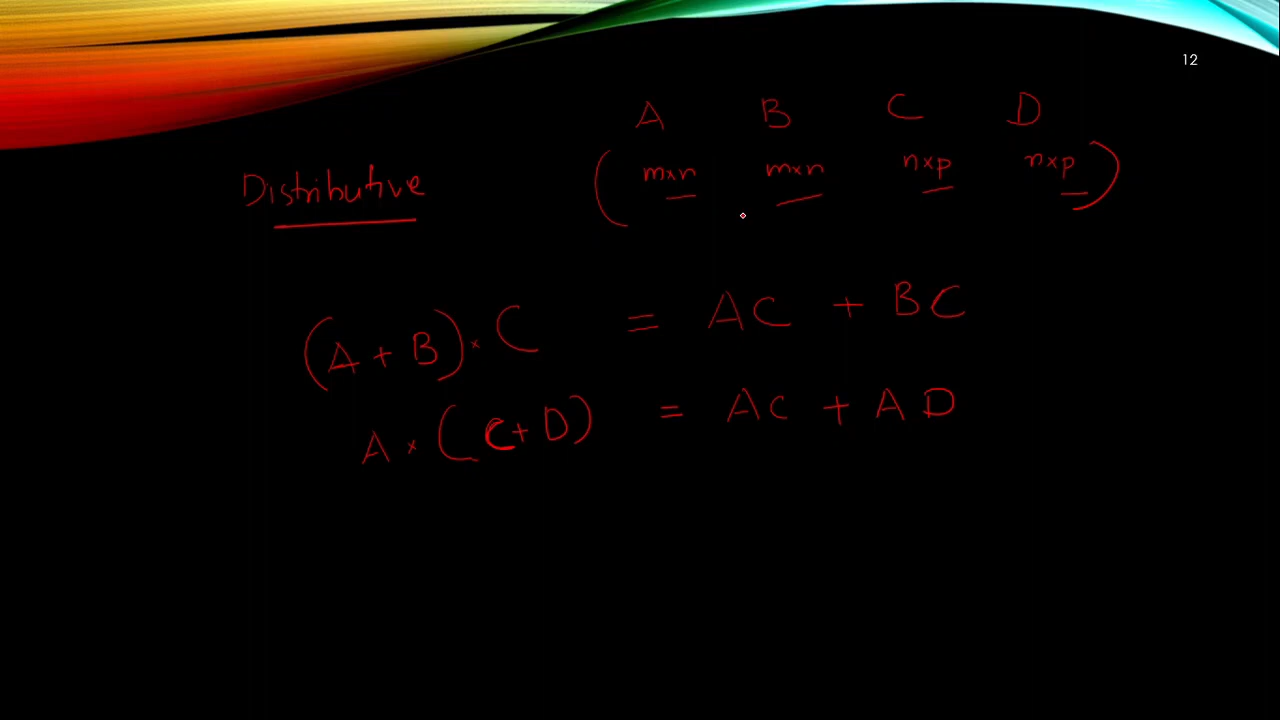 12
A B C D
Distributive
(m×n m×n n×p n×p)
(A + B) × C = AC + BC
A × (C+D) = AC + AD